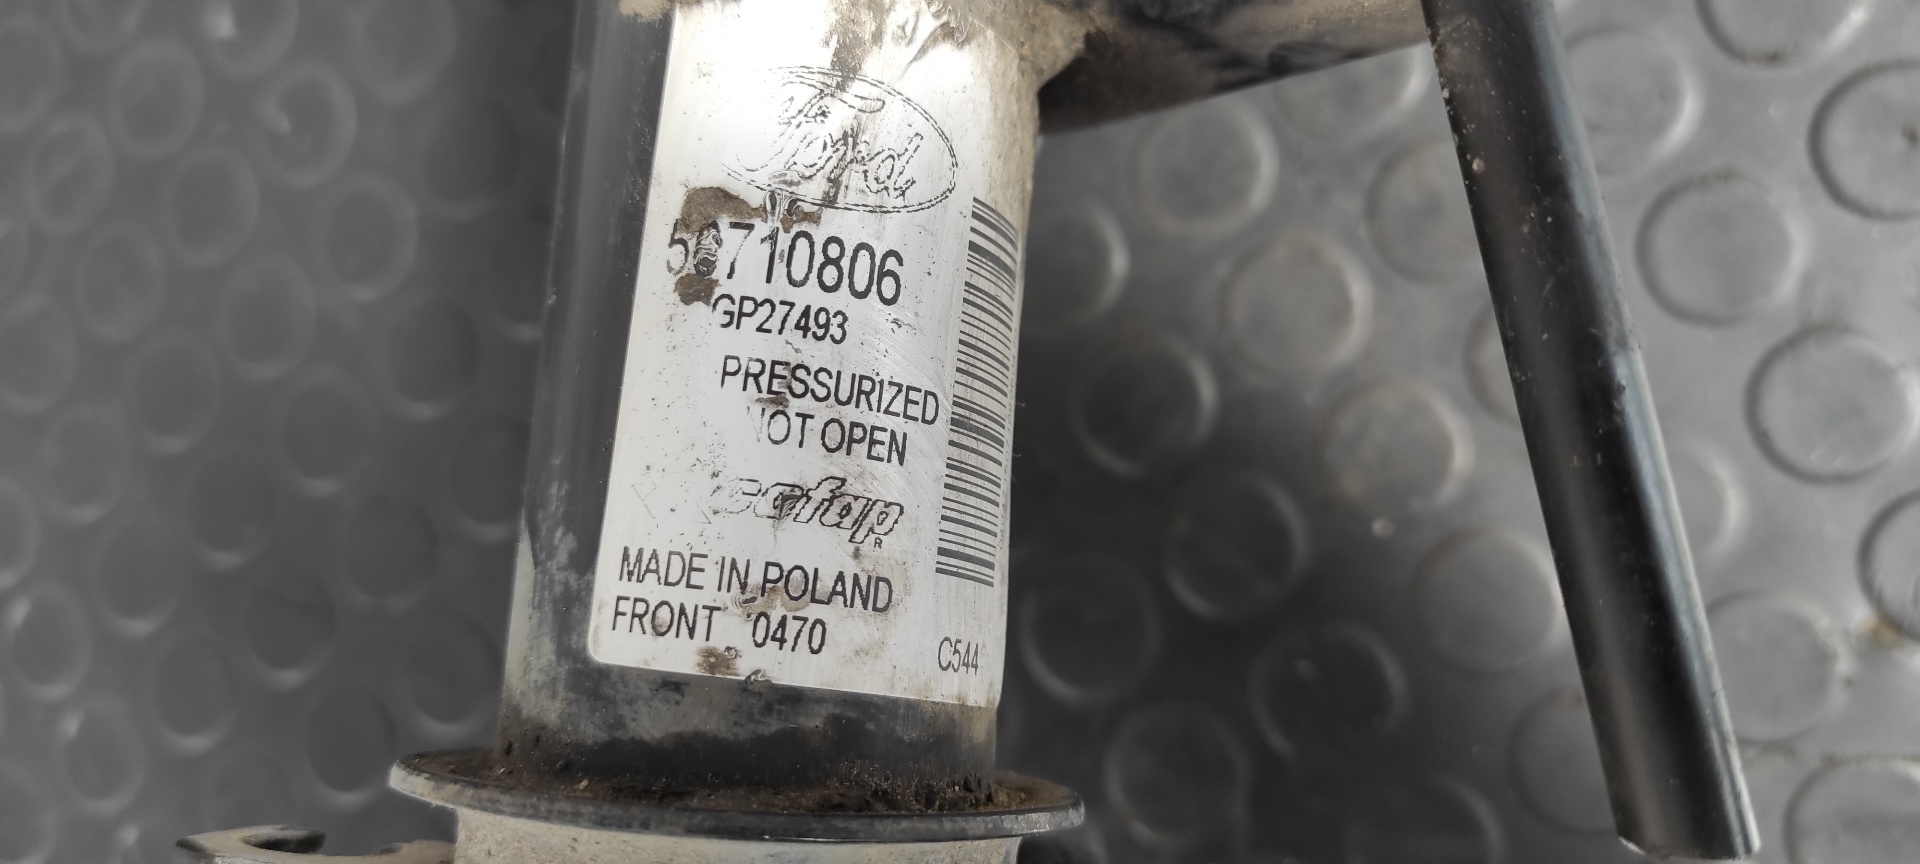 Ford
710806
GP27493
PRESSURIZED
NOT OPEN
MADE IN POLAND
FRONT 0470
C544